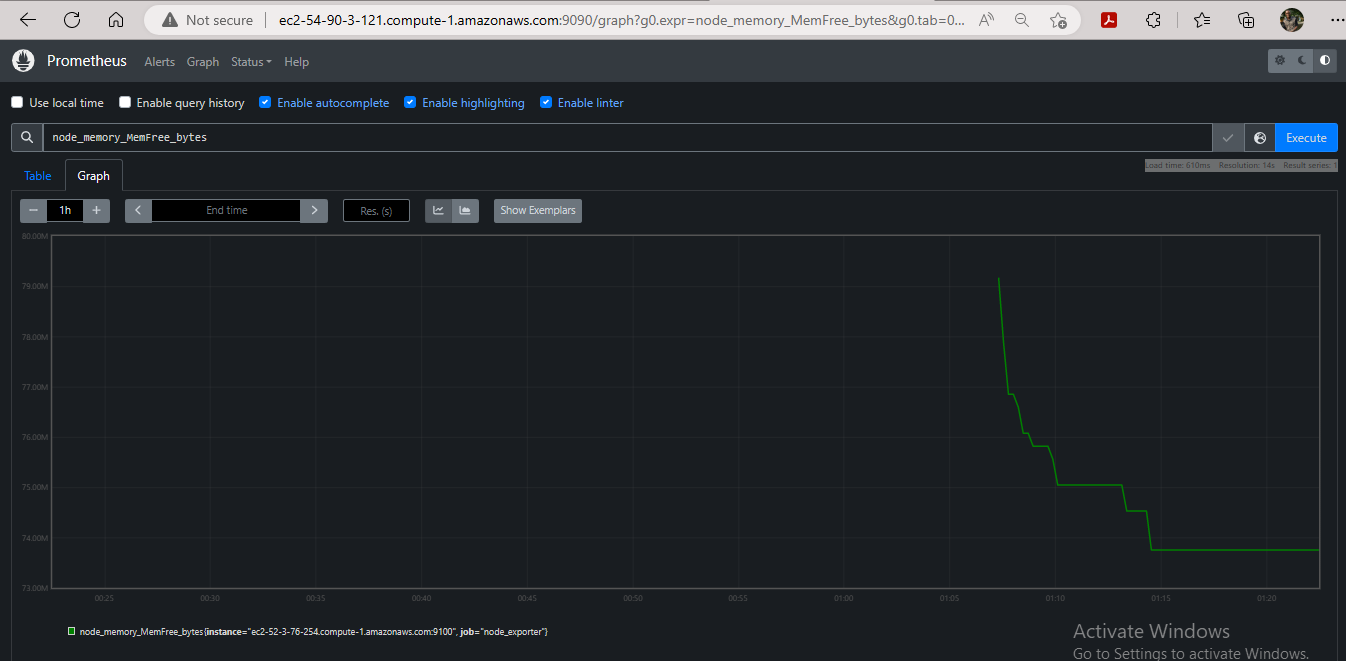 Not secure ec2-54-90-3-121.compute-1.amazonaws.com:9090/graph?g0.expr=node_memory_MemFree_bytes&g0.tab=0...
Prometheus Alerts Graph Status Help
Use local time Enable query history Enable autocomplete Enable highlighting Enable linter
node_memory_MemFree_bytes Execute
Load time: 610ms Resolution: 14s Result series: 1
Table Graph
− 1h + End time Res. (s) Show Exemplars
80.00M
79.00M
78.00M
77.00M
76.00M
75.00M
74.00M
73.00M
00:25 00:30 00:35 00:40 00:45 00:50 00:55 01:00 01:05 01:10 01:15 01:20
node_memory_MemFree_bytes{instance="ec2-52-3-76-254.compute-1.amazonaws.com:9100", job="node_exporter"}
Activate Windows
Go to Settings to activate Windows.